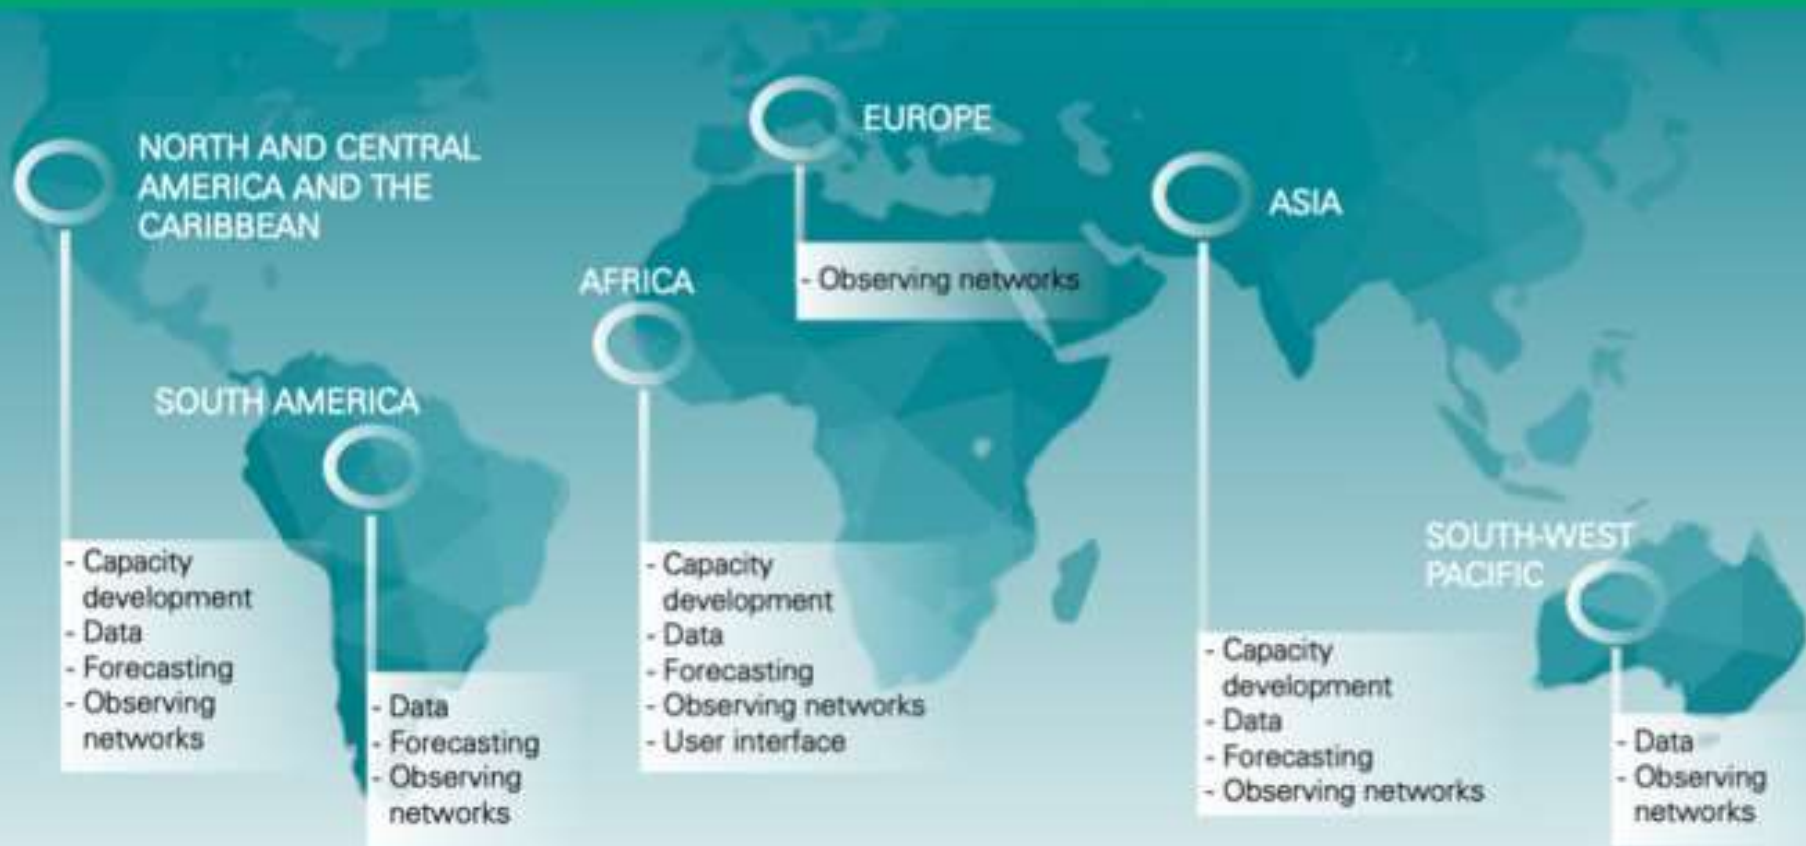 NORTH AND CENTRAL
AMERICA AND THE
CARIBBEAN
- Capacity
development
- Data
- Forecasting
- Observing
networks
SOUTH AMERICA
- Data
- Forecasting
- Observing
networks
AFRICA
- Capacity
development
- Data
- Forecasting
- Observing networks
- User interface
EUROPE
- Observing networks
ASIA
- Capacity
development
- Data
- Forecasting
- Observing networks
SOUTH-WEST
PACIFIC
- Data
- Observing
networks